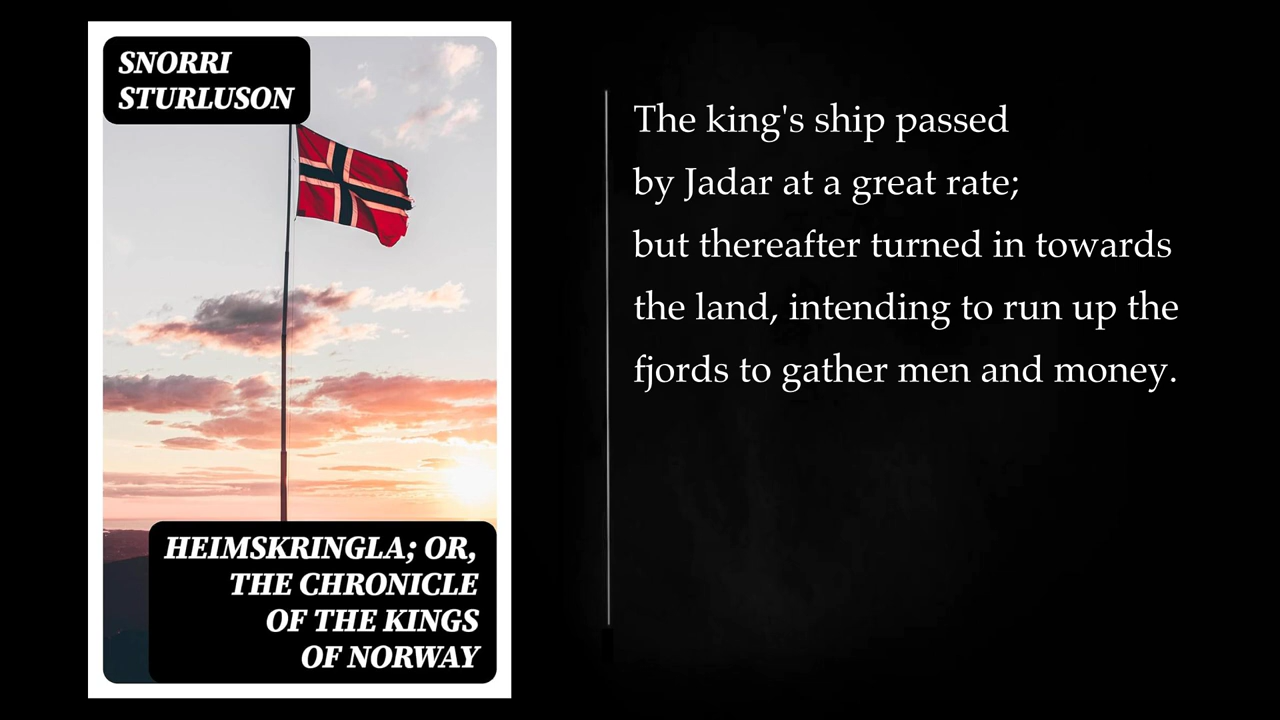 SNORRI
STURLUSON
HEIMSKRINGLA; OR,
THE CHRONICLE
OF THE KINGS
OF NORWAY
The king's ship passed
by Jadar at a great rate;
but thereafter turned in towards
the land, intending to run up the
fjords to gather men and money.